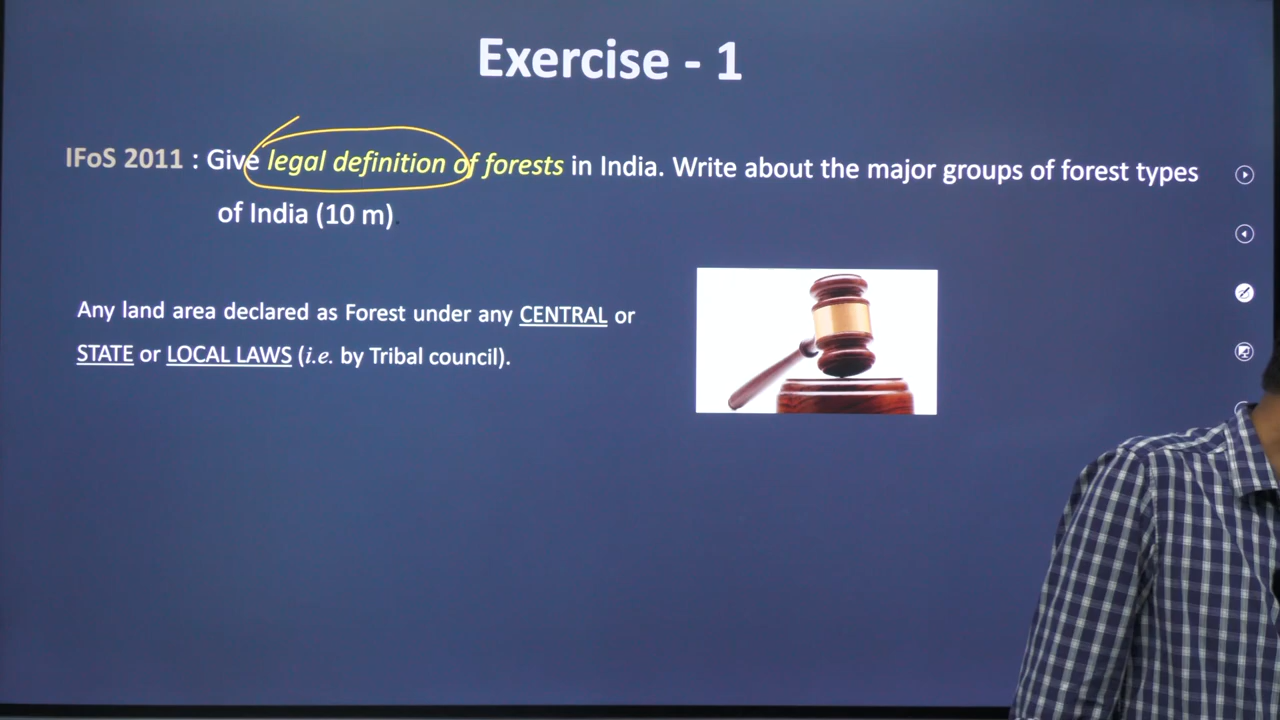 Exercise - 1
IFoS 2011 : Give legal definition of forests in India. Write about the major groups of forest types
of India (10 m).
Any land area declared as Forest under any CENTRAL or
STATE or LOCAL LAWS (i.e. by Tribal council).